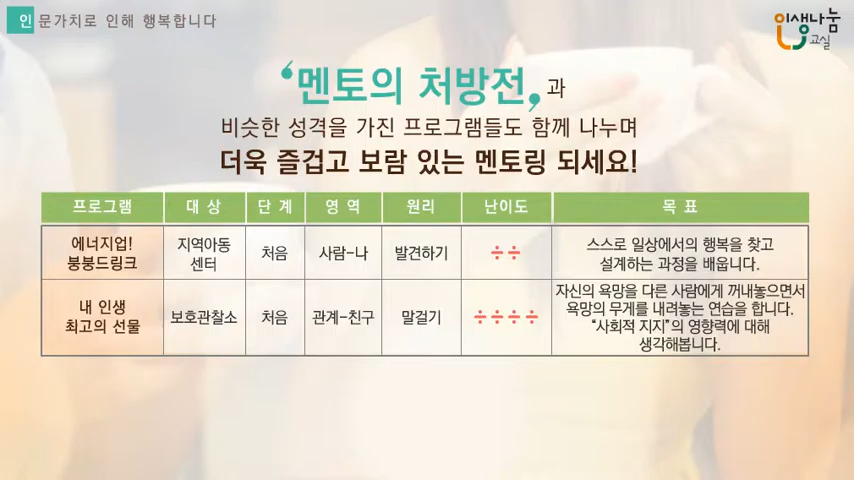 인문가치로 인해 행복합니다
인생나눔
교실
‘멘토의 처방전,과
비슷한 성격을 가진 프로그램들도 함께 나누며
더욱 즐겁고 보람 있는 멘토링 되세요!
프로그램 대 상 단 계 영 역 원리 난이도 목 표
에너지업!
붕붕드링크
지역아동
센터
처음
사람-나
발견하기
÷÷
스스로 일상에서의 행복을 찾고
설계하는 과정을 배웁니다.
내 인생
최고의 선물
보호관찰소
처음
관계-친구
말걸기
÷÷÷÷
자신의 욕망을 다른 사람에게 꺼내놓으면서
욕망의 무게를 내려놓는 연습을 합니다.
“사회적 지지”의 영향력에 대해
생각해봅니다.